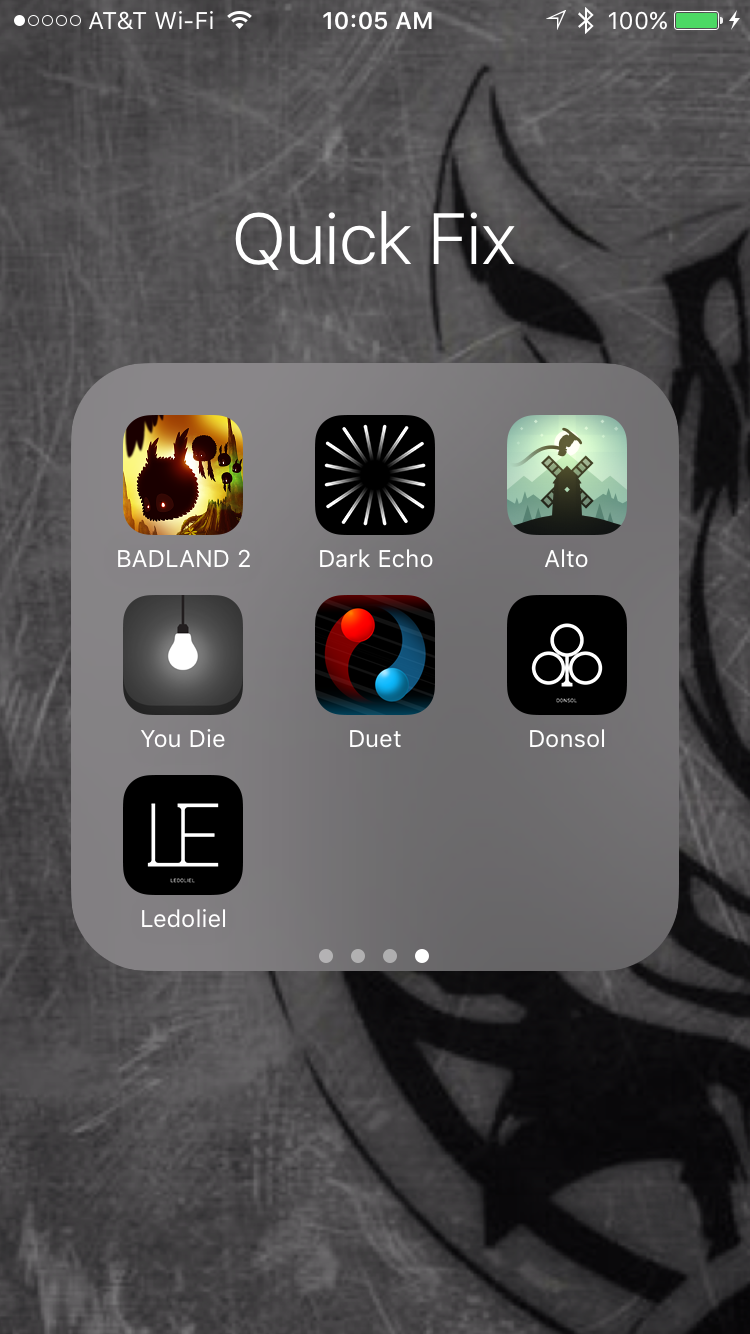 AT&T Wi-Fi 10:05 AM 100%
Quick Fix
BADLAND 2 Dark Echo Alto
DONSOL
You Die Duet Donsol
LE
LEDOLIEL
Ledoliel